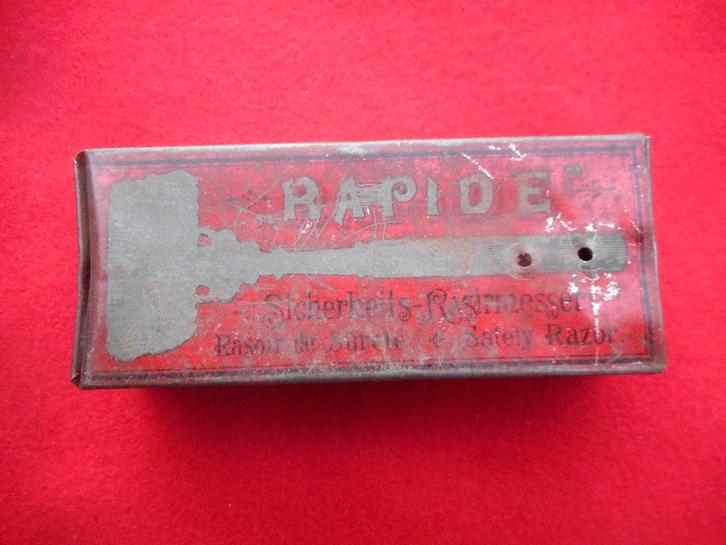 „RAPIDE"
Sicherheits-Rasirmesser
Rasoir de Sûreté. Safety Razor.